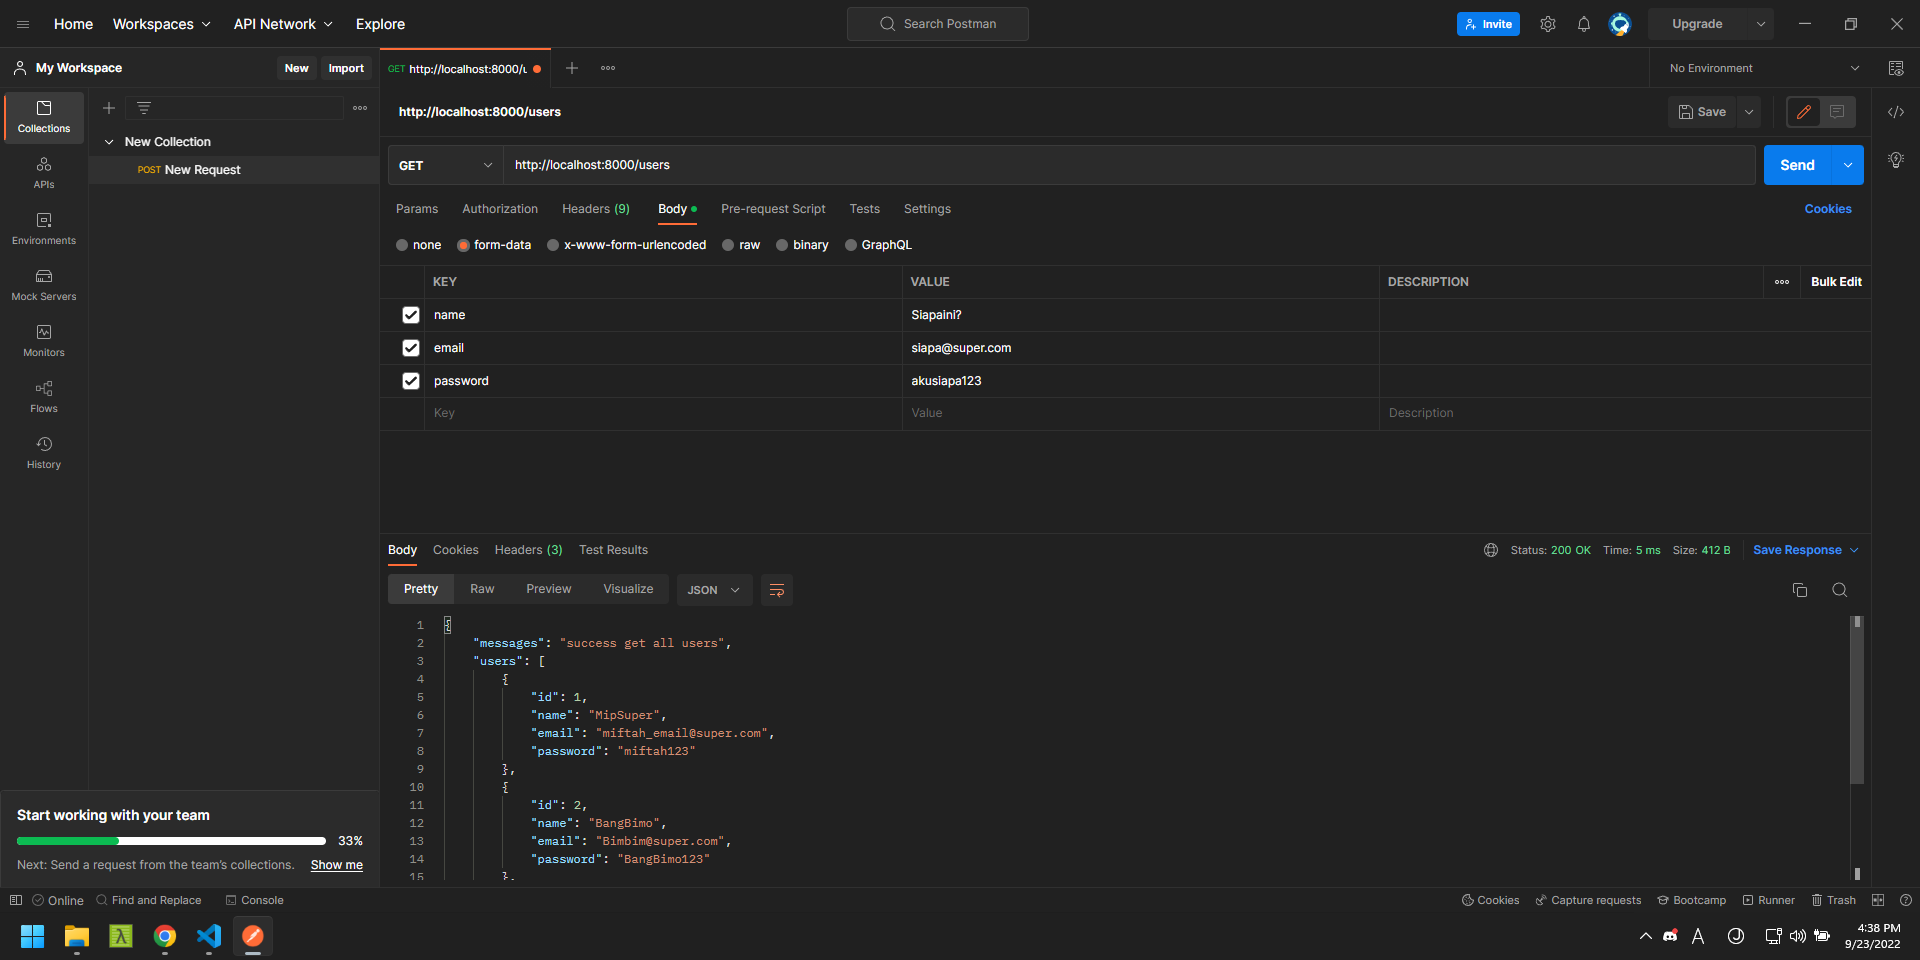 Home Workspaces API Network Explore Search Postman Invite Upgrade
My Workspace New Import GET http://localhost:8000/u No Environment
http://localhost:8000/users Save
Collections
New Collection
POST New Request
APIs
Environments
Mock Servers
Monitors
Flows
History
GET http://localhost:8000/users Send
Params Authorization Headers (9) Body Pre-request Script Tests Settings Cookies
none form-data x-www-form-urlencoded raw binary GraphQL
KEY VALUE DESCRIPTION Bulk Edit
name Siapaini?
email siapa@super.com
password akusiapa123
Key Value Description
Body Cookies Headers (3) Test Results Status: 200 OK Time: 5 ms Size: 412 B Save Response
Pretty Raw Preview Visualize JSON
1 {
2 "messages": "success get all users",
3 "users": [
4 {
5 "id": 1,
6 "name": "MipSuper",
7 "email": "miftah_email@super.com",
8 "password": "miftah123"
9 },
10 {
11 "id": 2,
12 "name": "BangBimo",
13 "email": "Bimbim@super.com",
14 "password": "BangBimo123"
15 },
Start working with your team
33%
Next: Send a request from the team's collections. Show me
Online Find and Replace Console Cookies Capture requests Bootcamp Runner Trash
4:38 PM
9/23/2022